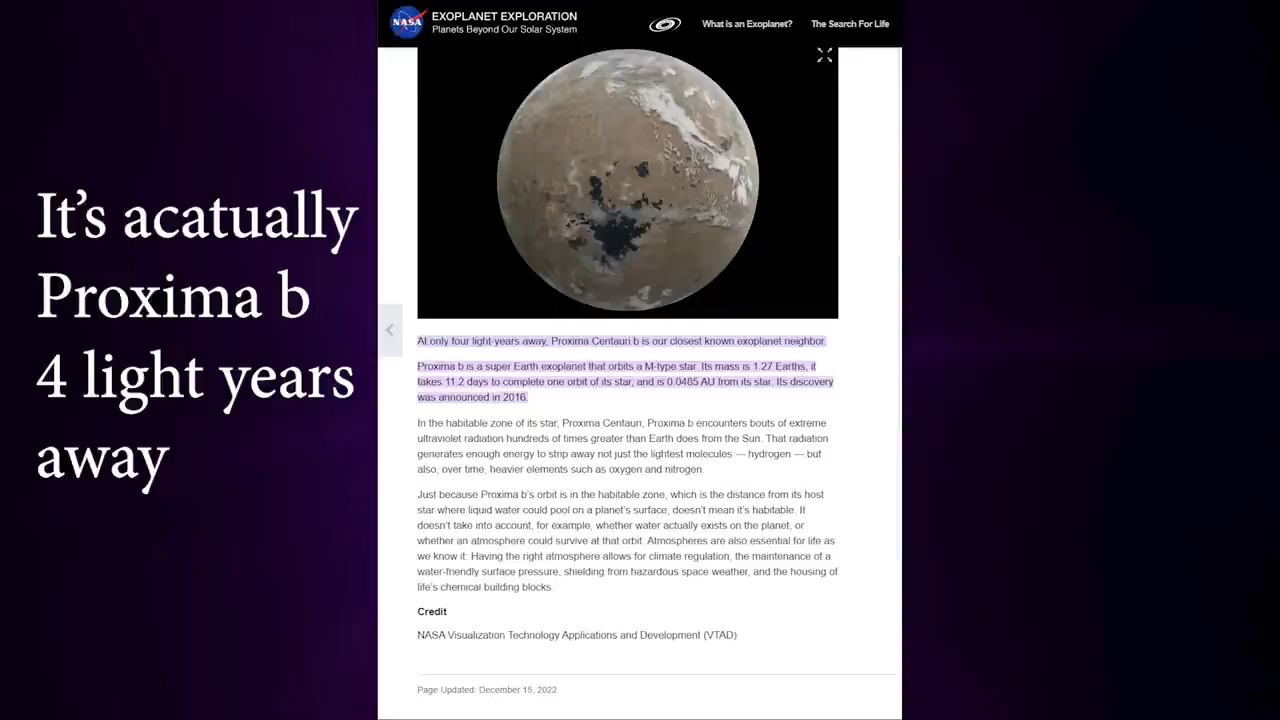 It’s acatually
Proxima b
4 light years
away
NASA
EXOPLANET EXPLORATION
Planets Beyond Our Solar System
What is an Exoplanet?
The Search For Life
At only four light-years away, Proxima Centauri b is our closest known exoplanet neighbor.
Proxima b is a super Earth exoplanet that orbits a M-type star. Its mass is 1.27 Earths, it
takes 11.2 days to complete one orbit of its star, and is 0.0485 AU from its star. Its discovery
was announced in 2016.
In the habitable zone of its star, Proxima Centauri, Proxima b encounters bouts of extreme
ultraviolet radiation hundreds of times greater than Earth does from the Sun. That radiation
generates enough energy to strip away not just the lightest molecules — hydrogen — but
also, over time, heavier elements such as oxygen and nitrogen.
Just because Proxima b’s orbit is in the habitable zone, which is the distance from its host
star where liquid water could pool on a planet’s surface, doesn’t mean it’s habitable. It
doesn’t take into account, for example, whether water actually exists on the planet, or
whether an atmosphere could survive at that orbit. Atmospheres are also essential for life as
we know it: Having the right atmosphere allows for climate regulation, the maintenance of a
water-friendly surface pressure, shielding from hazardous space weather, and the housing of
life’s chemical building blocks.
Credit
NASA Visualization Technology Applications and Development (VTAD)
Page Updated: December 15, 2022